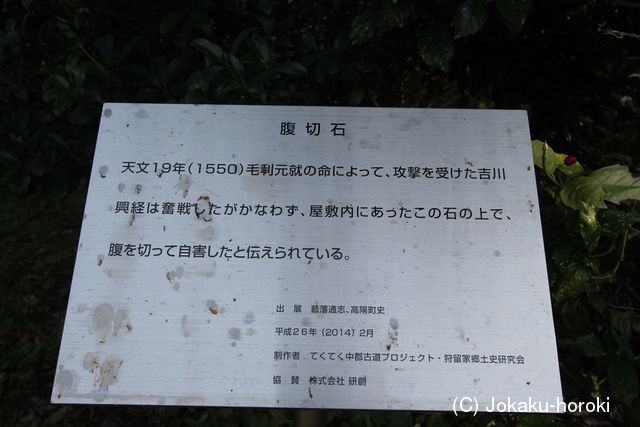 腹切石
天文19年(1550)毛利元就の命によって、攻撃を受けた吉川
興経は奮戦したがかなわず、屋敷内にあったこの石の上で、
腹を切って自害したと伝えられている。
出 展 藝藩通志、高陽町史
平成26年(2014)2月
制作者 てくてく中郡古道プロジェクト・狩留家郷土史研究会
協 賛 株式会社 研創
(C) Jokaku-horoki